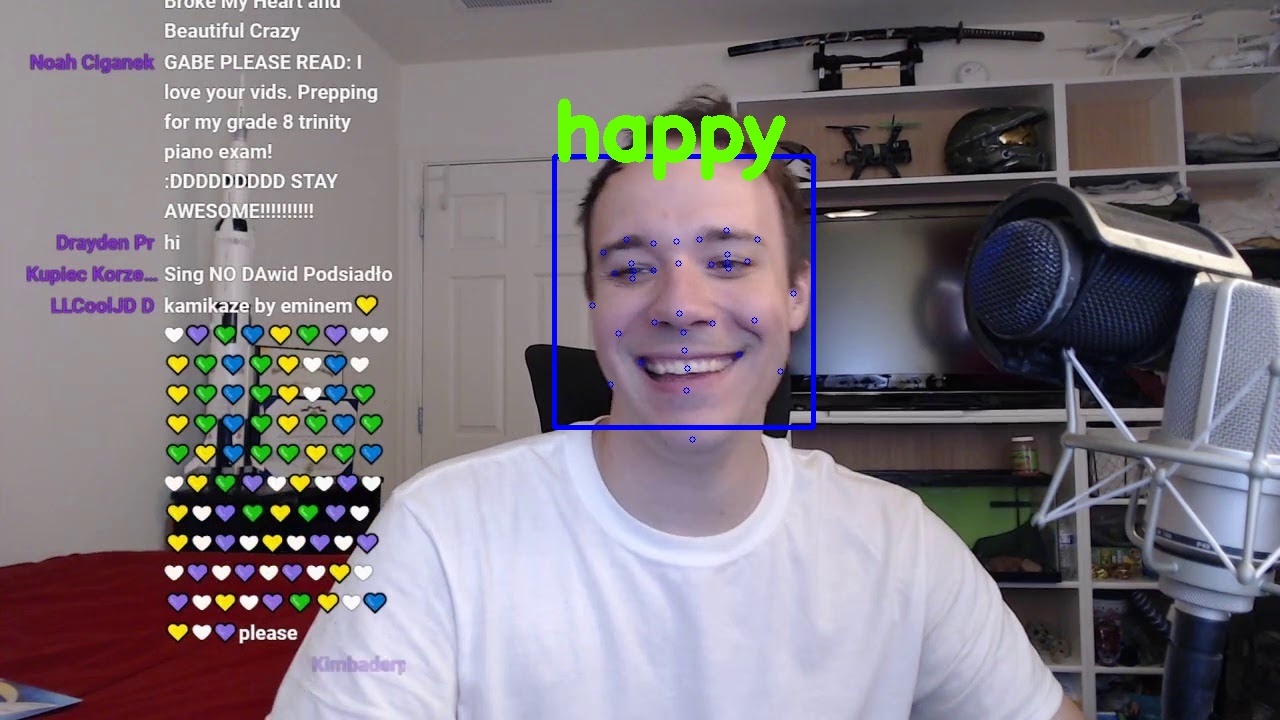 Broke My Heart and
Beautiful Crazy
Noah Ciganek GABE PLEASE READ: I
love your vids. Prepping
for my grade 8 trinity
piano exam!
:DDDDDDDDD STAY
AWESOME!!!!!!!!!!
Drayden Pr hi
Kupiec Korze... Sing NO DAwid Podsiadło
LLCoolJD D kamikaze by eminem
please
Kimbaderp
happy